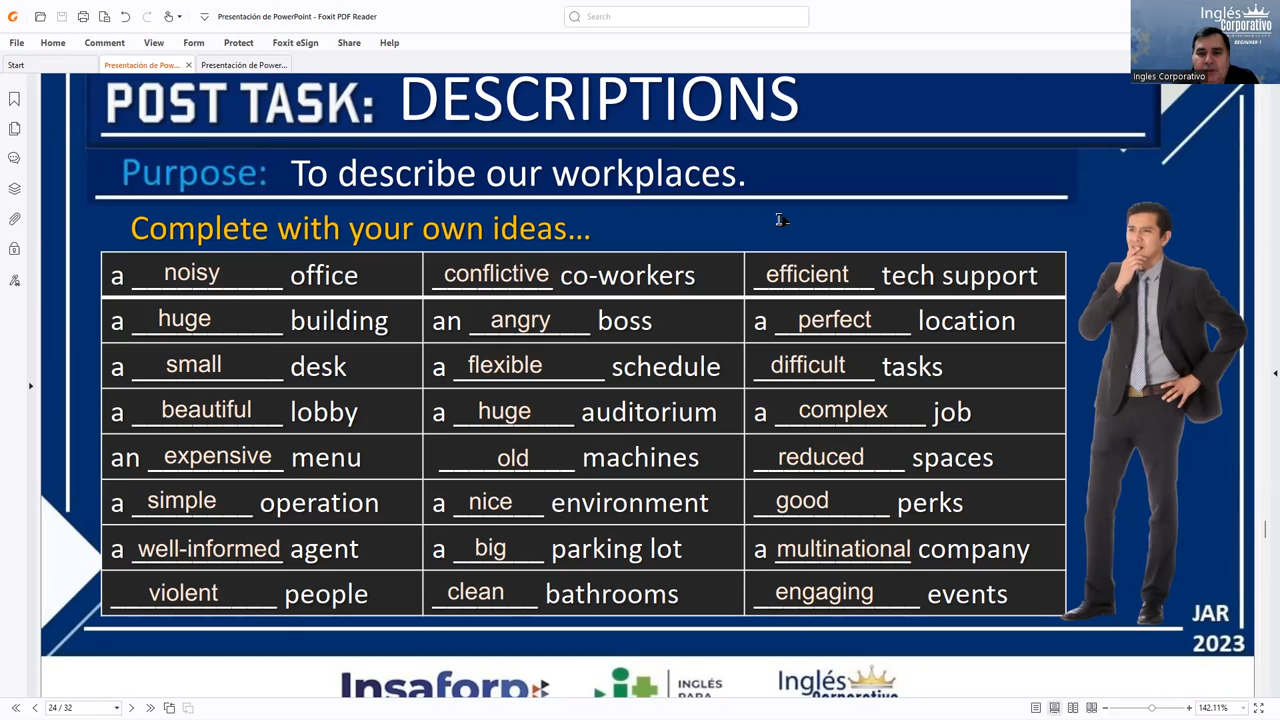 Presentación de PowerPoint - Foxit PDF Reader
Search
File Home Comment View Form Protect Foxit eSign Share Help
Start
Presentación de Pow...
Presentación de Power...
Inglés
Corporativo
BEGINNER 1
Ingles Corporativo
POST TASK: DESCRIPTIONS
Purpose: To describe our workplaces.
Complete with your own ideas...
a noisy office conflictive co-workers efficient tech support
a huge building an angry boss a perfect location
a small desk a flexible schedule difficult tasks
a beautiful lobby a huge auditorium a complex job
an expensive menu old machines reduced spaces
a simple operation a nice environment good perks
a well-informed agent a big parking lot a multinational company
violent people clean bathrooms engaging events
JAR
2023
Insaforp
INGLÉS
PARA
Inglés
Corporativo
24 / 32
142.11%